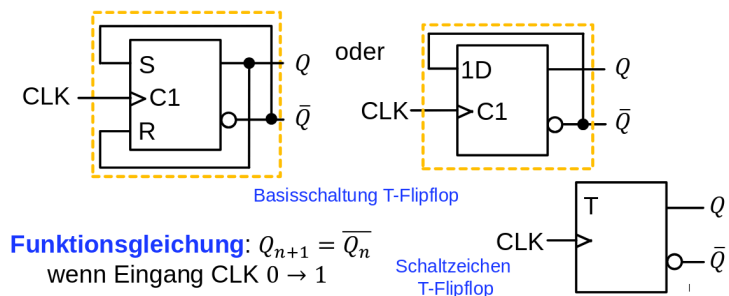 S
Q
oder
1D
Q
CLK
C1
Q̄
CLK
C1
Q̄
R
Basisschaltung T-Flipflop
T
Q
Funktionsgleichung: Qₙ₊₁ = Q̅ₙ̅
CLK
wenn Eingang CLK 0 → 1
Schaltzeichen
T-Flipflop
Q̄